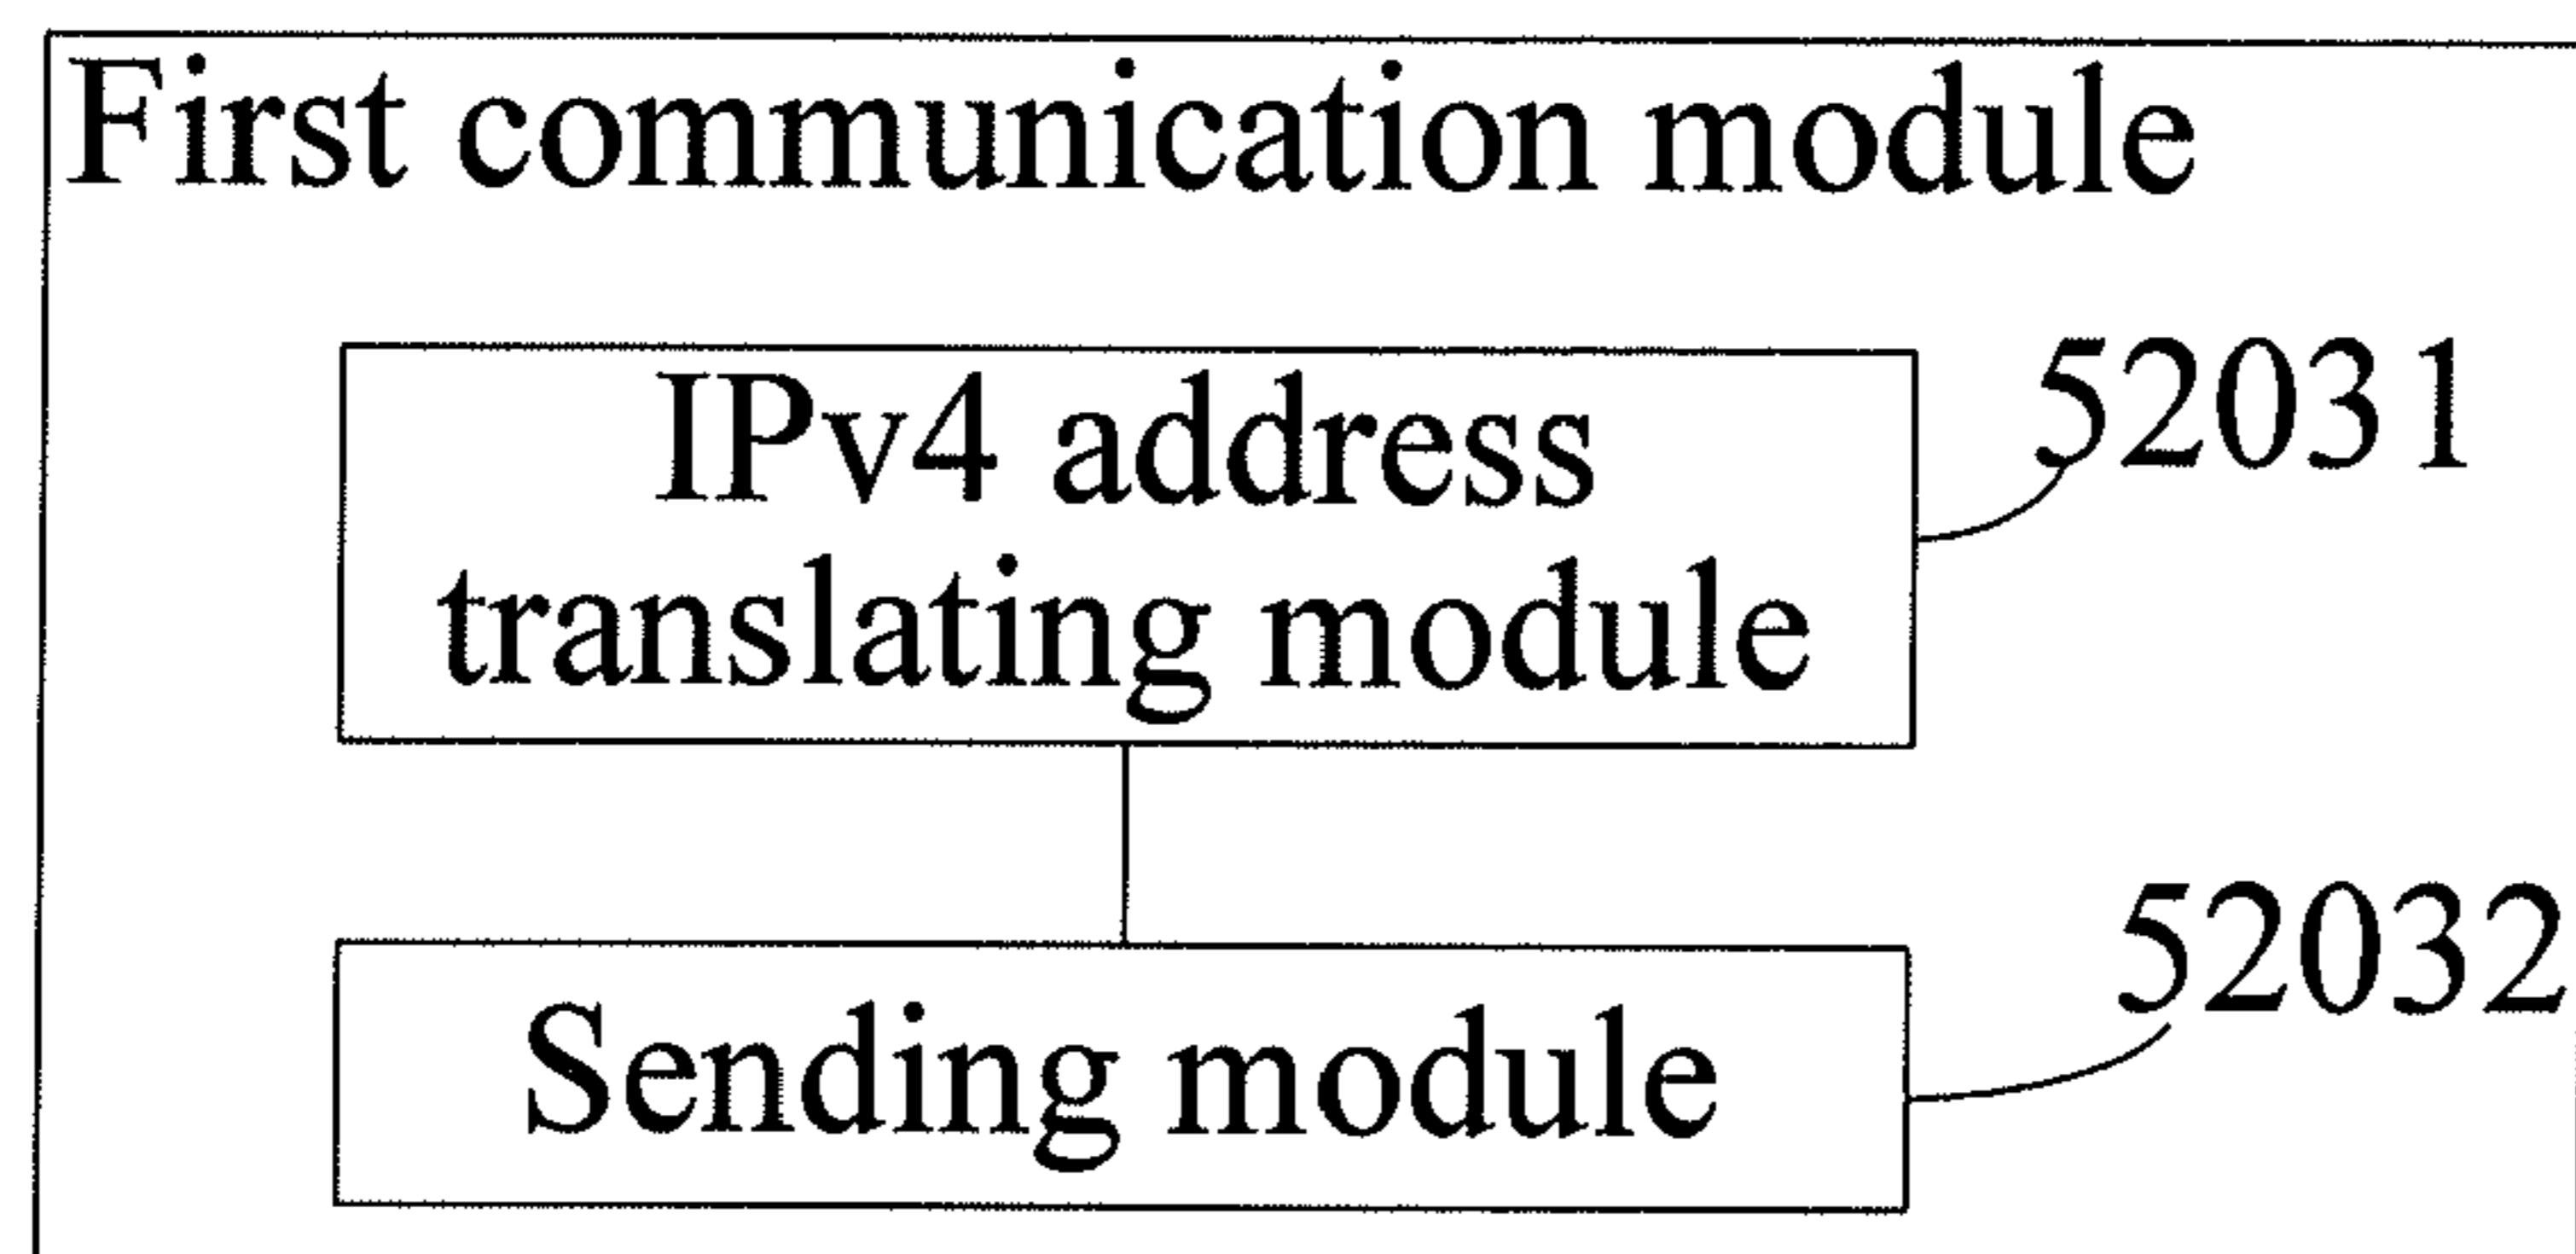 First communication module
IPv4 address
translating module
52031
Sending module
52032